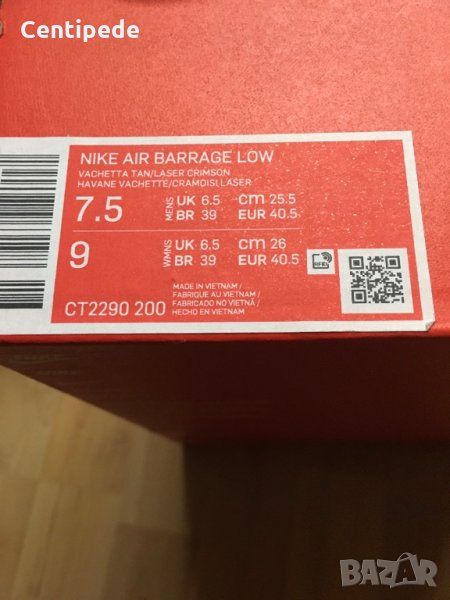 Centipede
NIKE AIR BARRAGE LOW
VACHETTA TAN/LASER CRIMSON
HAVANE VACHETTE/CRAMOISI LASER
7.5 MENS UK 6.5 cm 25.5
BR 39 EUR 40.5
9 WMNS UK 6.5 cm 26
BR 39 EUR 40.5
RFID
MADE IN VIETNAM /
FABRIQUE AU VIETNAM /
FABRICADO NO VIETNÃ /
HECHO EN VIETNAM
CT2290 200
BAZAR